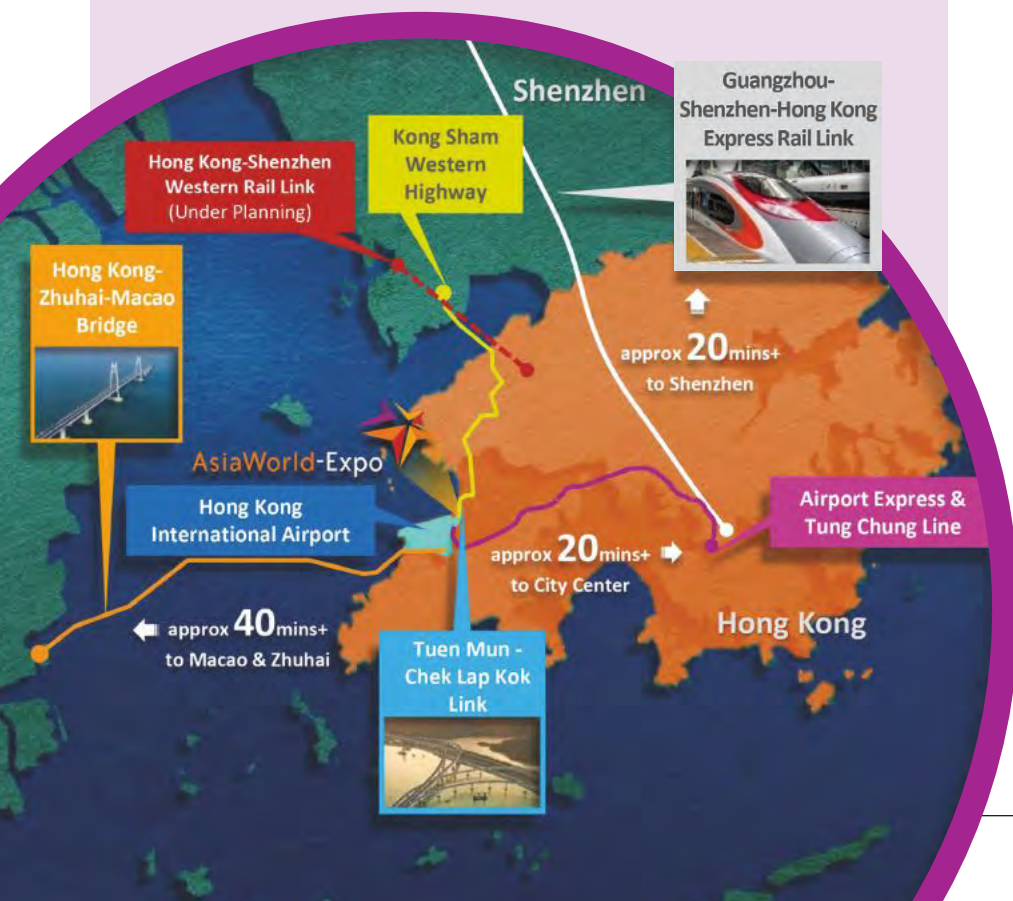 Shenzhen
Guangzhou-
Shenzhen-Hong Kong
Express Rail Link
Kong Sham
Western
Highway
Hong Kong-Shenzhen
Western Rail Link
(Under Planning)
Hong Kong-
Zhuhai-Macao
Bridge
approx 20mins+
to Shenzhen
AsiaWorld-Expo
Hong Kong
International Airport
Airport Express &
Tung Chung Line
approx 20mins+
to City Center
approx 40mins+
to Macao & Zhuhai
Hong Kong
Tuen Mun -
Chek Lap Kok
Link